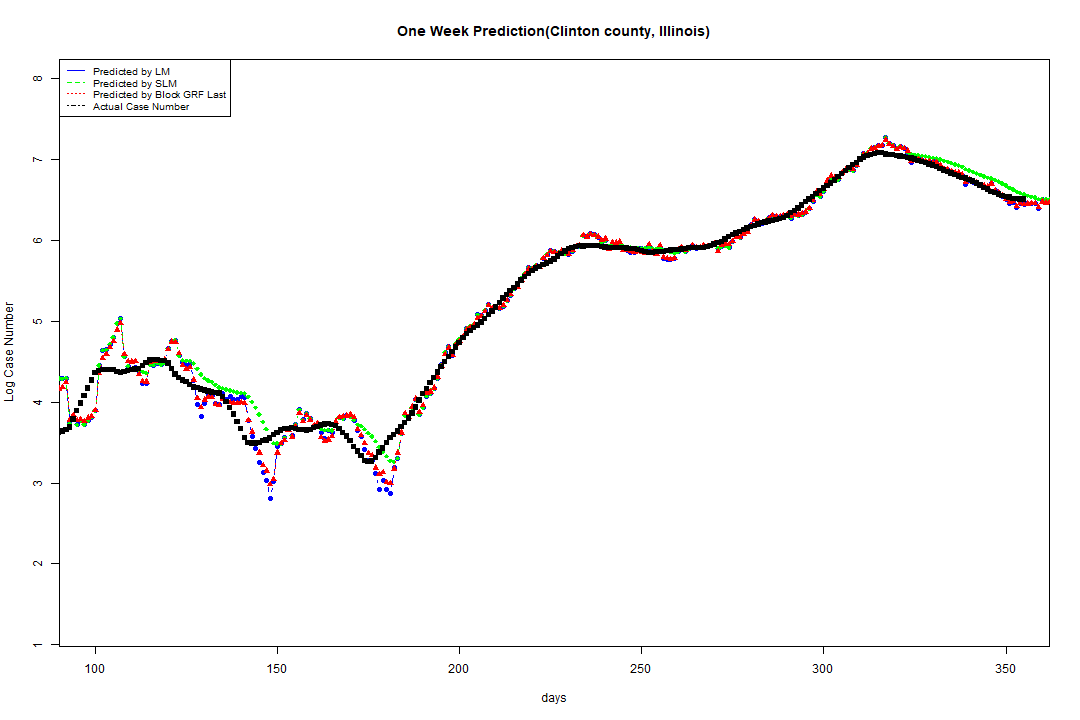 One Week Prediction(Clinton county, Illinois)
Predicted by LM
Predicted by SLM
Predicted by Block GRF Last
Actual Case Number
8
7
6
5
4
3
2
1
Log Case Number
100 150 200 250 300 350
days